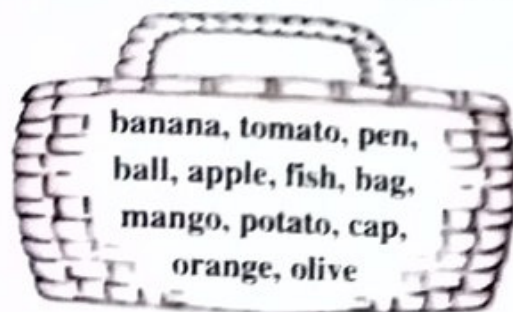 banana, tomato, pen,
ball, apple, fish, bag,
mango, potato, cap,
orange, olive